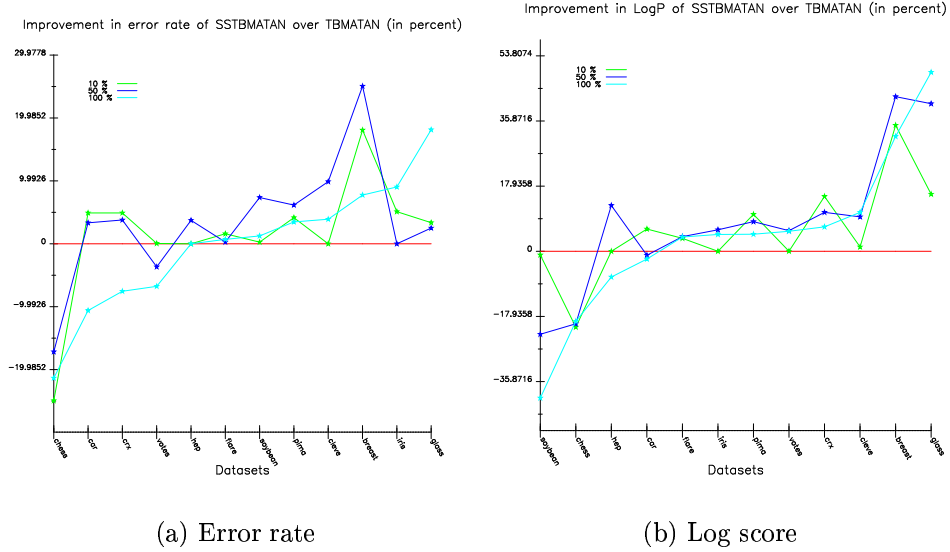 Improvement in error rate of SSTBMATAN over TBMATAN (in percent)
29.9778
10 %
50 %
100 %
19.9852
9.9926
0
-9.9926
-19.9852
chess
car
crx
votes
hep
flare
soybean
pima
cleve
breast
iris
glass
Datasets
(a) Error rate
Improvement in LogP of SSTBMATAN over TBMATAN (in percent)
53.8074
10 %
50 %
100 %
35.8716
17.9358
0
-17.9358
-35.8716
soybean
chess
hep
car
flare
iris
pima
votes
crx
cleve
breast
glass
Datasets
(b) Log score